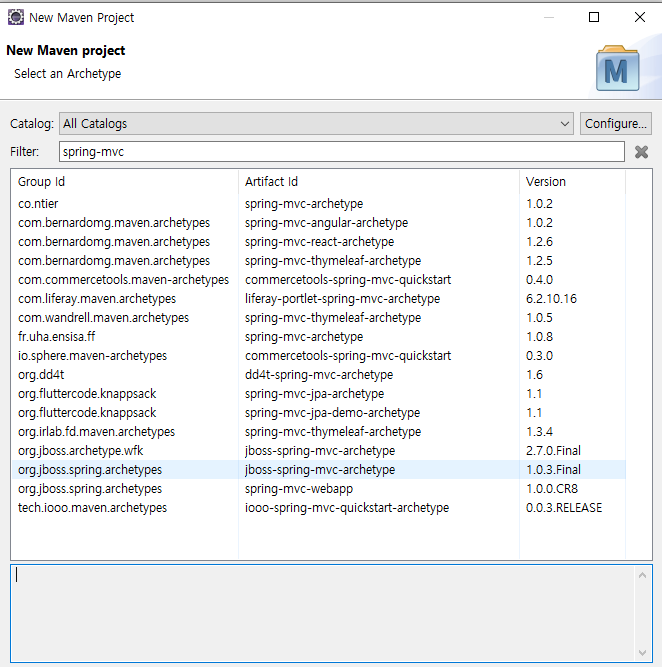 New Maven Project
New Maven project
Select an Archetype
M
Catalog: All Catalogs Configure...
Filter: spring-mvc
Group Id Artifact Id Version
co.ntier spring-mvc-archetype 1.0.2
com.bernardomg.maven.archetypes spring-mvc-angular-archetype 1.0.2
com.bernardomg.maven.archetypes spring-mvc-react-archetype 1.2.6
com.bernardomg.maven.archetypes spring-mvc-thymeleaf-archetype 1.2.5
com.commercetools.maven-archetypes commercetools-spring-mvc-quickstart 0.4.0
com.liferay.maven.archetypes liferay-portlet-spring-mvc-archetype 6.2.10.16
com.wandrell.maven.archetypes spring-mvc-thymeleaf-archetype 1.0.5
fr.uha.ensisa.ff spring-mvc-archetype 1.0.8
io.sphere.maven-archetypes commercetools-spring-mvc-quickstart 0.3.0
org.dd4t dd4t-spring-mvc-archetype 1.6
org.fluttercode.knappsack spring-mvc-jpa-archetype 1.1
org.fluttercode.knappsack spring-mvc-jpa-demo-archetype 1.1
org.irlab.fd.maven.archetypes spring-mvc-thymeleaf-archetype 1.3.4
org.jboss.archetype.wfk jboss-spring-mvc-archetype 2.7.0.Final
org.jboss.spring.archetypes jboss-spring-mvc-archetype 1.0.3.Final
org.jboss.spring.archetypes spring-mvc-webapp 1.0.0.CR8
tech.iooo.maven.archetypes iooo-spring-mvc-quickstart-archetype 0.0.3.RELEASE